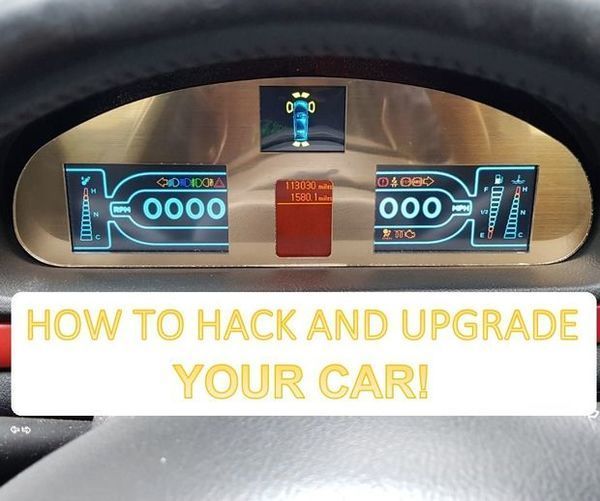 113030 miles
1580.1 miles
H
N
C
RPM
0000
000
MPH
F
1/2
E
H
N
C
HOW TO HACK AND UPGRADE
YOUR CAR!